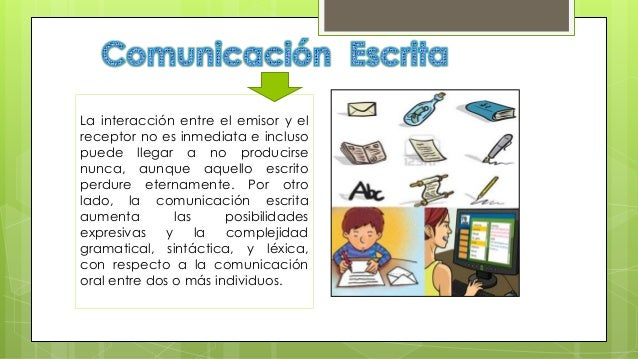 Comunicación Escrita
La interacción entre el emisor y el
receptor no es inmediata e incluso
puede llegar a no producirse
nunca, aunque aquello escrito
perdure eternamente. Por otro
lado, la comunicación escrita
aumenta las posibilidades
expresivas y la complejidad
gramatical, sintáctica, y léxica,
con respecto a la comunicación
oral entre dos o más individuos.
Abc